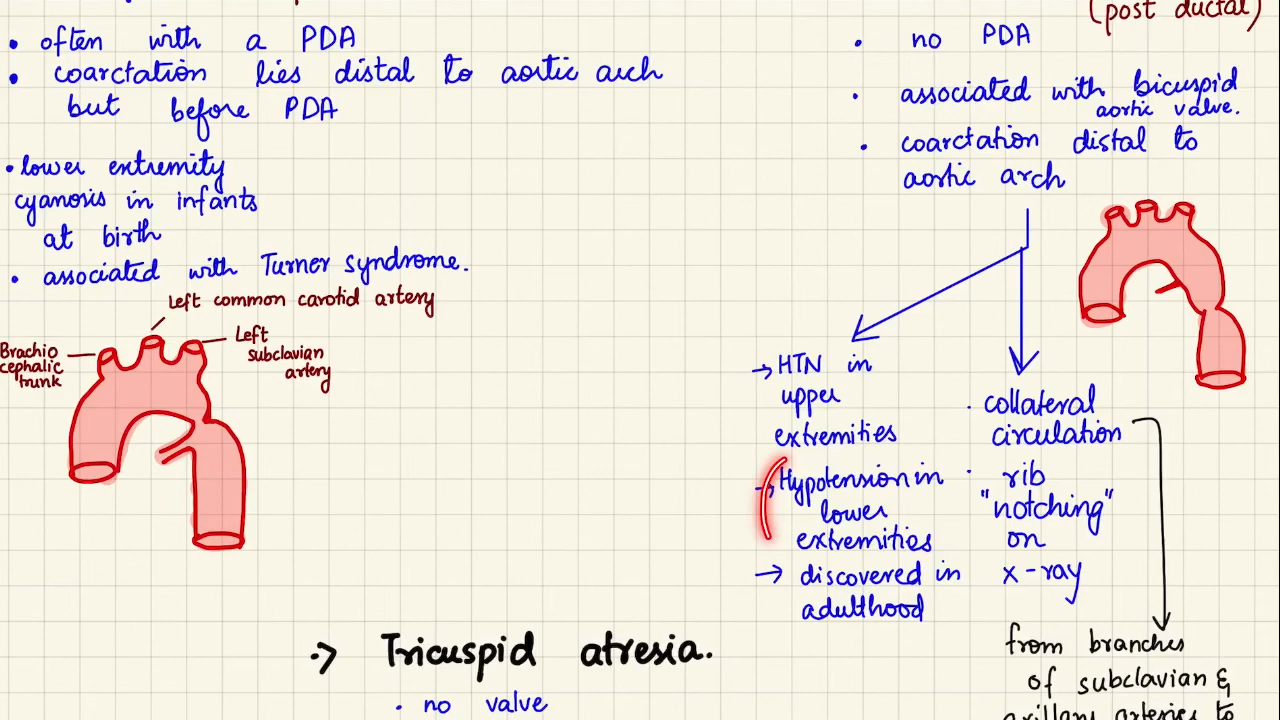 • often with a PDA
• coarctation lies distal to aortic arch
but before PDA
• lower extremity
cyanosis in infants
at birth
• associated with Turner syndrome.
Left common carotid artery
Brachio
cephalic
trunk
Left
subclavian
artery
(post ductal)
• no PDA
• associated with bicuspid
aortic valve.
• coarctation distal to
aortic arch
→ HTN in
upper
extremities
→ Hypotension in
lower
extremities
→ discovered in
adulthood
• collateral
circulation
• rib
"notching"
on
x-ray
from branches
of subclavian &
arteries to
→ Tricuspid atresia.
• no valve